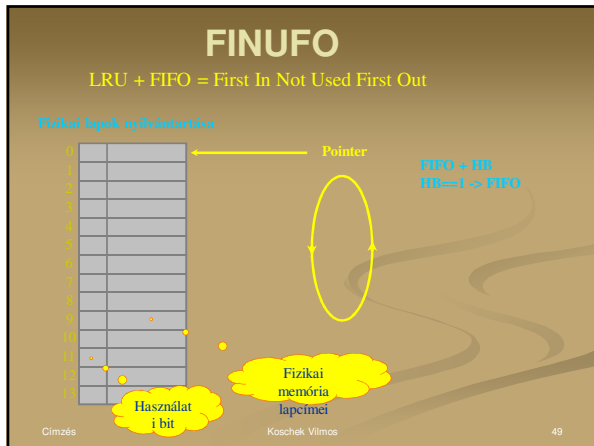 FINUFO
LRU + FIFO = First In Not Used First Out
Fizikai lapok nyilvántartása
0
1
2
3
4
5
6
7
8
9
10
11
12
13
Pointer
FIFO + HB
HB==1 -> FIFO
Használat
i bit
Fizikai
memória
lapcímei
Címzés
Koschek Vilmos
49